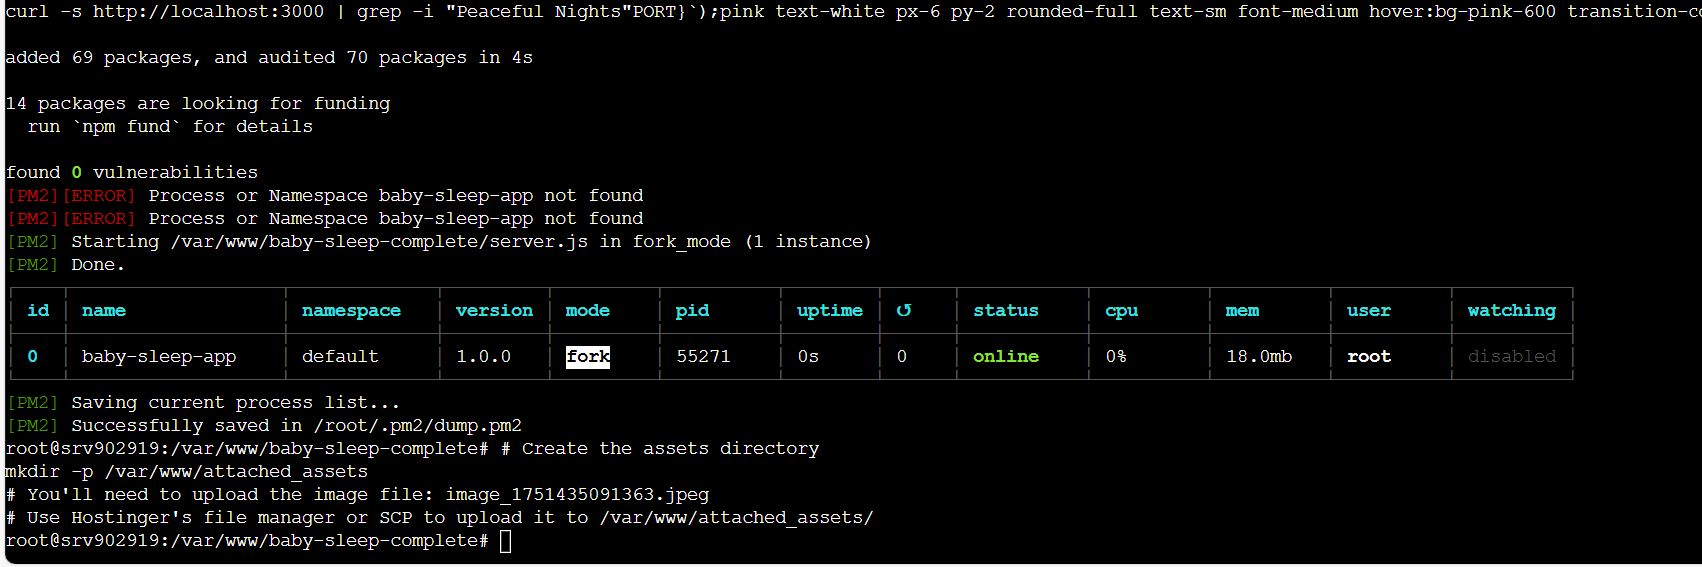 curl -s http://localhost:3000 | grep -i "Peaceful Nights"PORT}`);pink text-white px-6 py-2 rounded-full text-sm font-medium hover:bg-pink-600 transition-co
added 69 packages, and audited 70 packages in 4s
14 packages are looking for funding
  run `npm fund` for details
found 0 vulnerabilities
[PM2][ERROR] Process or Namespace baby-sleep-app not found
[PM2][ERROR] Process or Namespace baby-sleep-app not found
[PM2] Starting /var/www/baby-sleep-complete/server.js in fork_mode (1 instance)
[PM2] Done.
│ id │ name │ namespace │ version │ mode │ pid │ uptime │ ↺ │ status │ cpu │ mem │ user │ watching │
│ 0 │ baby-sleep-app │ default │ 1.0.0 │ fork │ 55271 │ 0s │ 0 │ online │ 0% │ 18.0mb │ root │ disabled │
[PM2] Saving current process list...
[PM2] Successfully saved in /root/.pm2/dump.pm2
root@srv902919:/var/www/baby-sleep-complete# # Create the assets directory
mkdir -p /var/www/attached_assets
# You'll need to upload the image file: image_1751435091363.jpeg
# Use Hostinger's file manager or SCP to upload it to /var/www/attached_assets/
root@srv902919:/var/www/baby-sleep-complete#